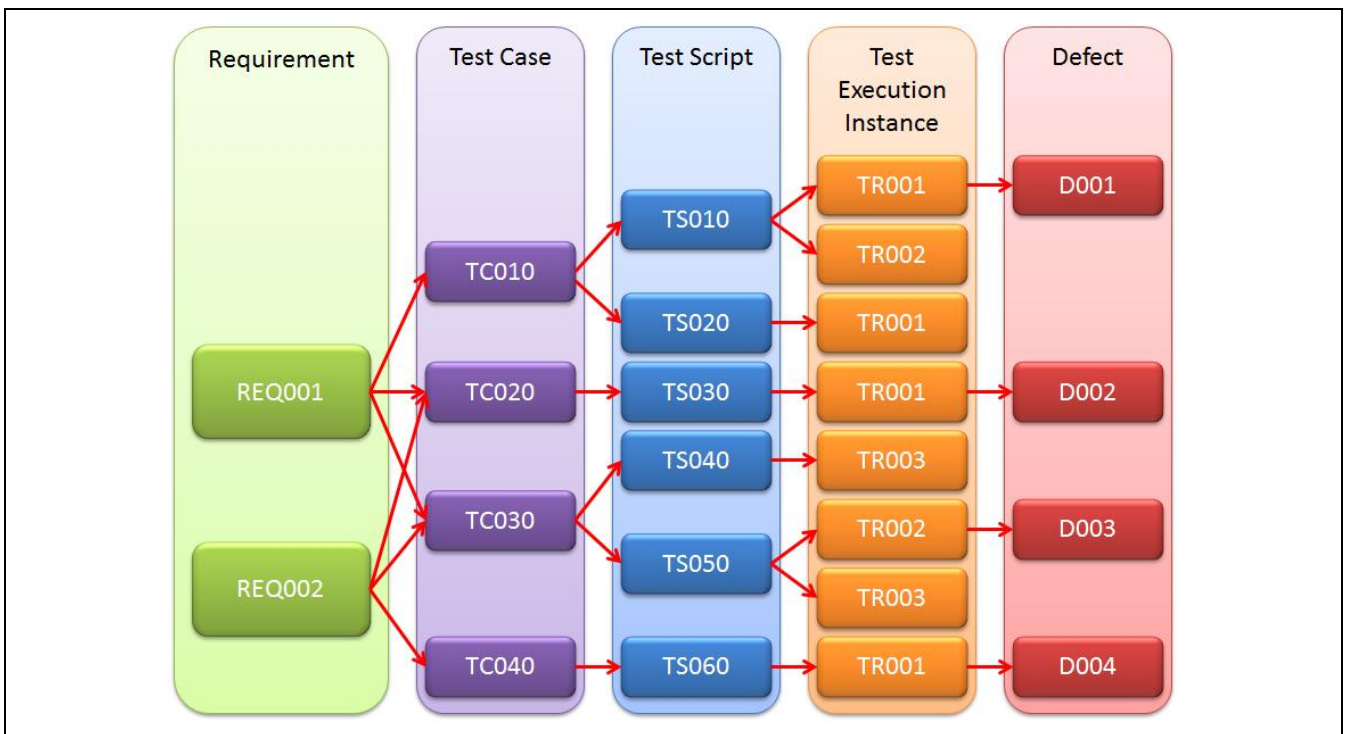 Requirement
REQ001
REQ002
Test Case
TC010
TC020
TC030
TC040
Test Script
TS010
TS020
TS030
TS040
TS050
TS060
Test
Execution
Instance
TR001
TR002
TR001
TR001
TR003
TR002
TR003
TR001
Defect
D001
D002
D003
D004